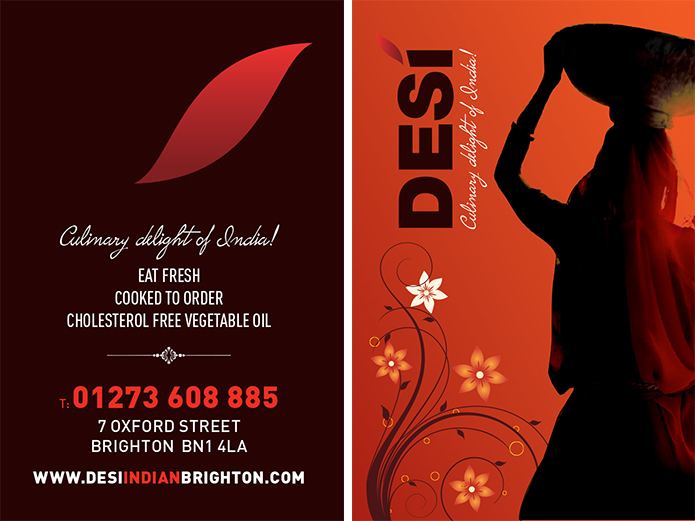 Culinary delight of India!
EAT FRESH
COOKED TO ORDER
CHOLESTEROL FREE VEGETABLE OIL
T: 01273 608 885
7 OXFORD STREET
BRIGHTON BN1 4LA
WWW.DESIINDIANBRIGHTON.COM
DESI
Culinary delight of India!